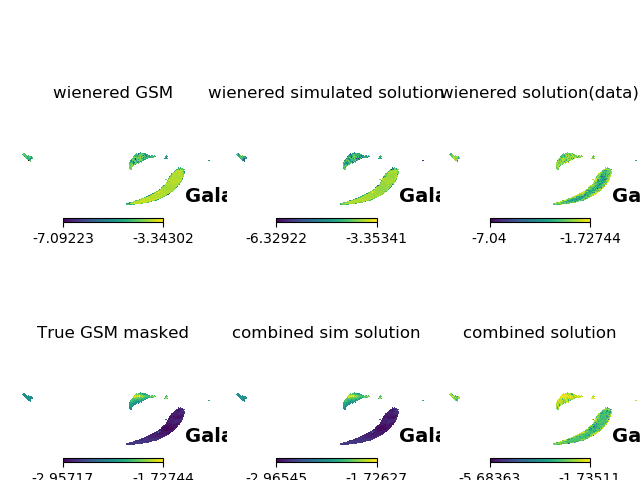 wienered GSM wienered simulated solution wienered solution(data)
Gala Gala Ga
-7.09223 -3.34302 -6.32922 -3.35341 -7.04 -1.72744
True GSM masked combined sim solution combined solution
Gala Gala Ga
-2.95717 -1.72744 -2.96545 -1.72627 -5.68363 -1.73511